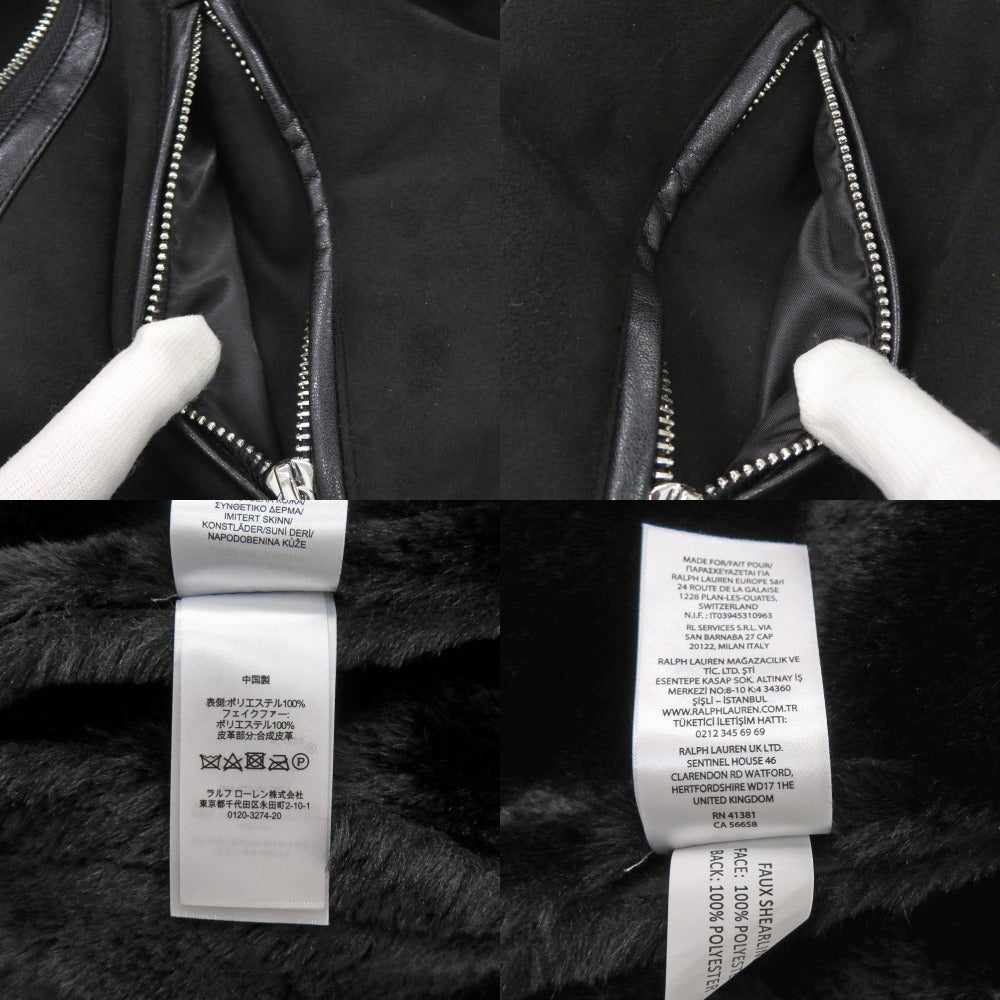 ΣΥΝΘΕΤΙΚΟ ΔΕΡΜΑ/
IMITERT SKINN/
KONSTLÄDER/SUNİ DERİ/
NAPODOBENINA KŮŽE
中国製
表側:ポリエステル100%
フェイクファー:
ポリエステル100%
皮革部分:合成皮革
P
ラルフ ローレン株式会社
東京都千代田区永田町2-10-1
0120-3274-20
MADE FOR/FAIT POUR/
ΠΑΡΑΣΚΕΥΑΖΕΤΑΙ ΓΙΑ
RALPH LAUREN EUROPE Sàrl
24 ROUTE DE LA GALAISE
1228 PLAN-LES-OUATES,
SWITZERLAND
N.I.F. : IT03945310963
RL SERVICES S.R.L. VIA
SAN BARNABA 27 CAP
20122, MILAN ITALY
RALPH LAUREN MAĞAZACILIK VE
TİC. LTD. ŞTİ
ESENTEPE KASAP SOK. ALTINAY İŞ
MERKEZİ NO:8-10 K:4 34360
ŞİŞLİ – İSTANBUL
WWW.RALPHLAUREN.COM.TR
TÜKETİCİ İLETİŞİM HATTI:
0212 345 69 69
RALPH LAUREN UK LTD.
SENTINEL HOUSE 46
CLARENDON RD WATFORD,
HERTFORDSHIRE WD17 1HE
UNITED KINGDOM
RN 41381
CA 56658
FAUX SHEARLIN
FACE: 100% POLYE
BACK: 100% POLYESTER